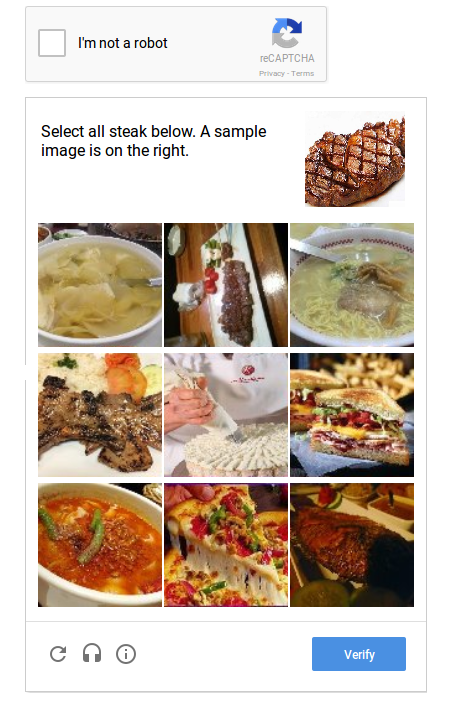 I'm not a robot
reCAPTCHA
Privacy - Terms
Select all steak below. A sample
image is on the right.
Verify